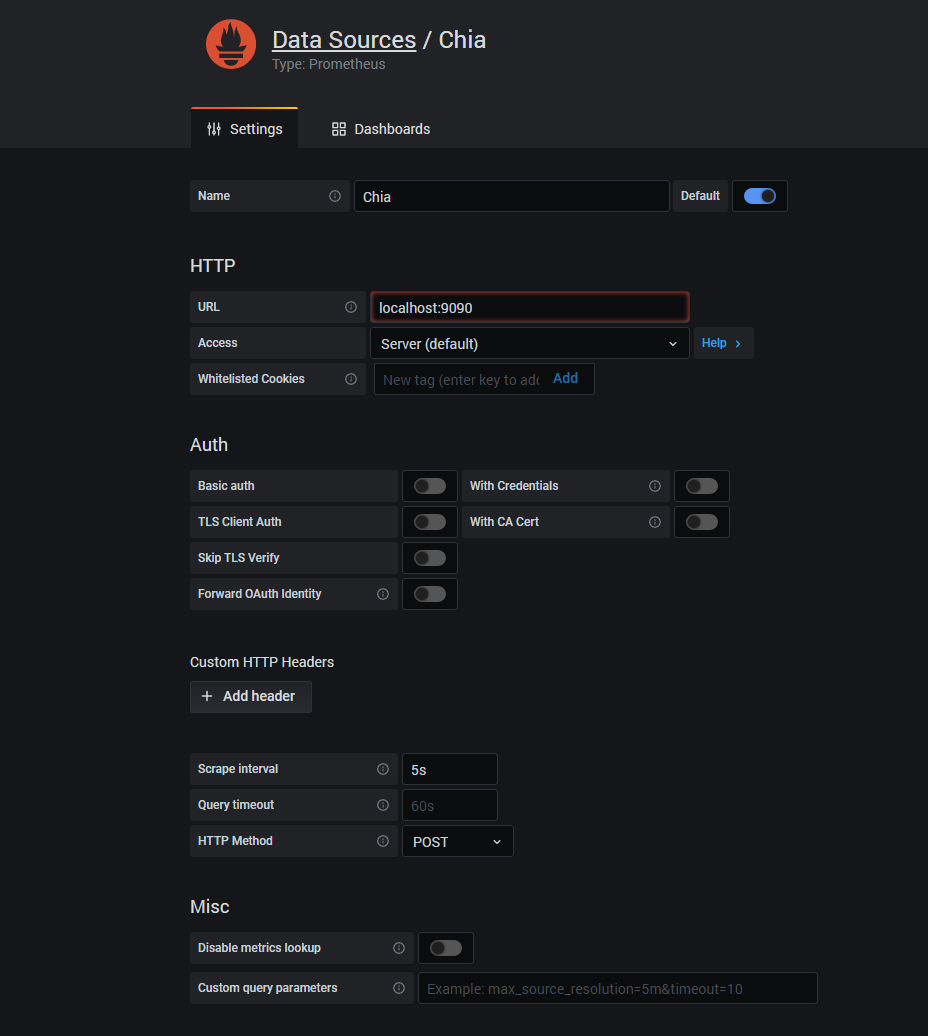 Data Sources / Chia
Type: Prometheus
Settings
Dashboards
Name
Chia
Default
HTTP
URL
localhost:9090
Access
Server (default)
Help
Whitelisted Cookies
New tag (enter key to add
Add
Auth
Basic auth
With Credentials
TLS Client Auth
With CA Cert
Skip TLS Verify
Forward OAuth Identity
Custom HTTP Headers
Add header
Scrape interval
5s
Query timeout
60s
HTTP Method
POST
Misc
Disable metrics lookup
Custom query parameters
Example: max_source_resolution=5m&timeout=10